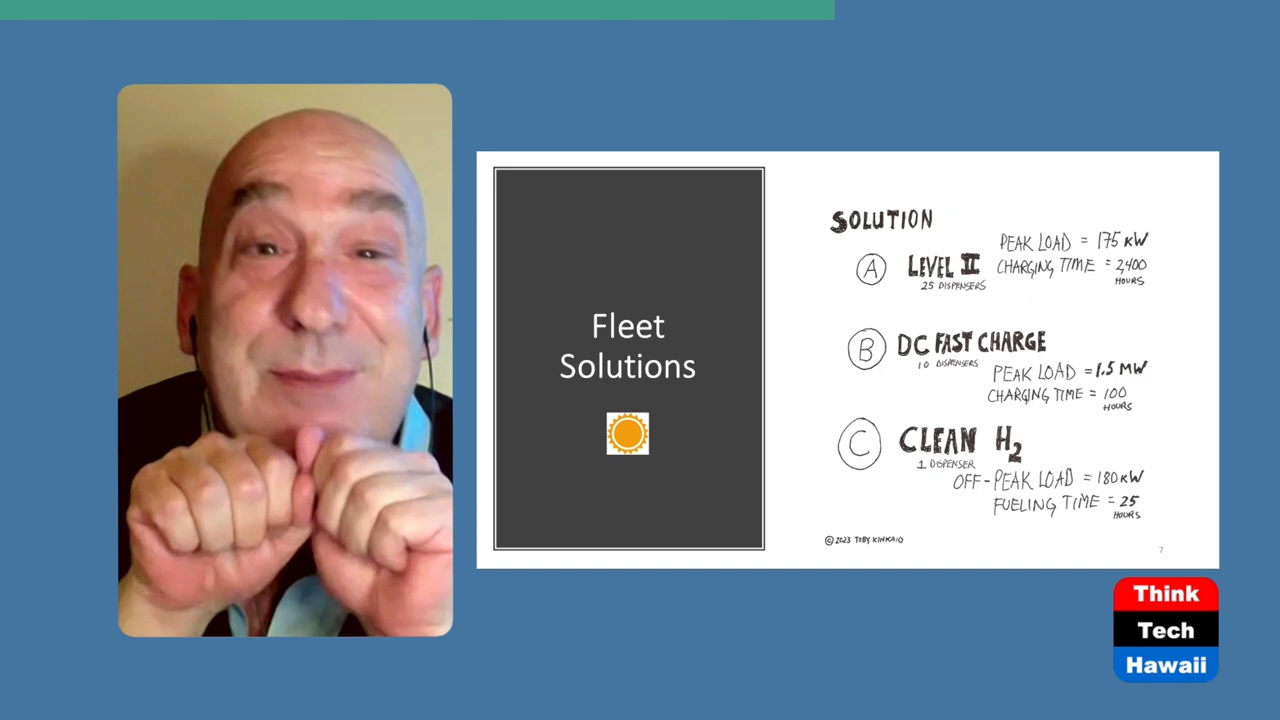 Fleet
Solutions
SOLUTION
A LEVEL II
25 DISPENSERS
PEAK LOAD = 175 KW
CHARGING TIME = 2,400
HOURS
B DC FAST CHARGE
10 DISPENSERS
PEAK LOAD = 1.5 MW
CHARGING TIME = 100
HOURS
C CLEAN H2
1 DISPENSER
OFF-PEAK LOAD = 180 KW
FUELING TIME = 25
HOURS
© 2023 TOBY KINKAID
7
Think
Tech
Hawaii